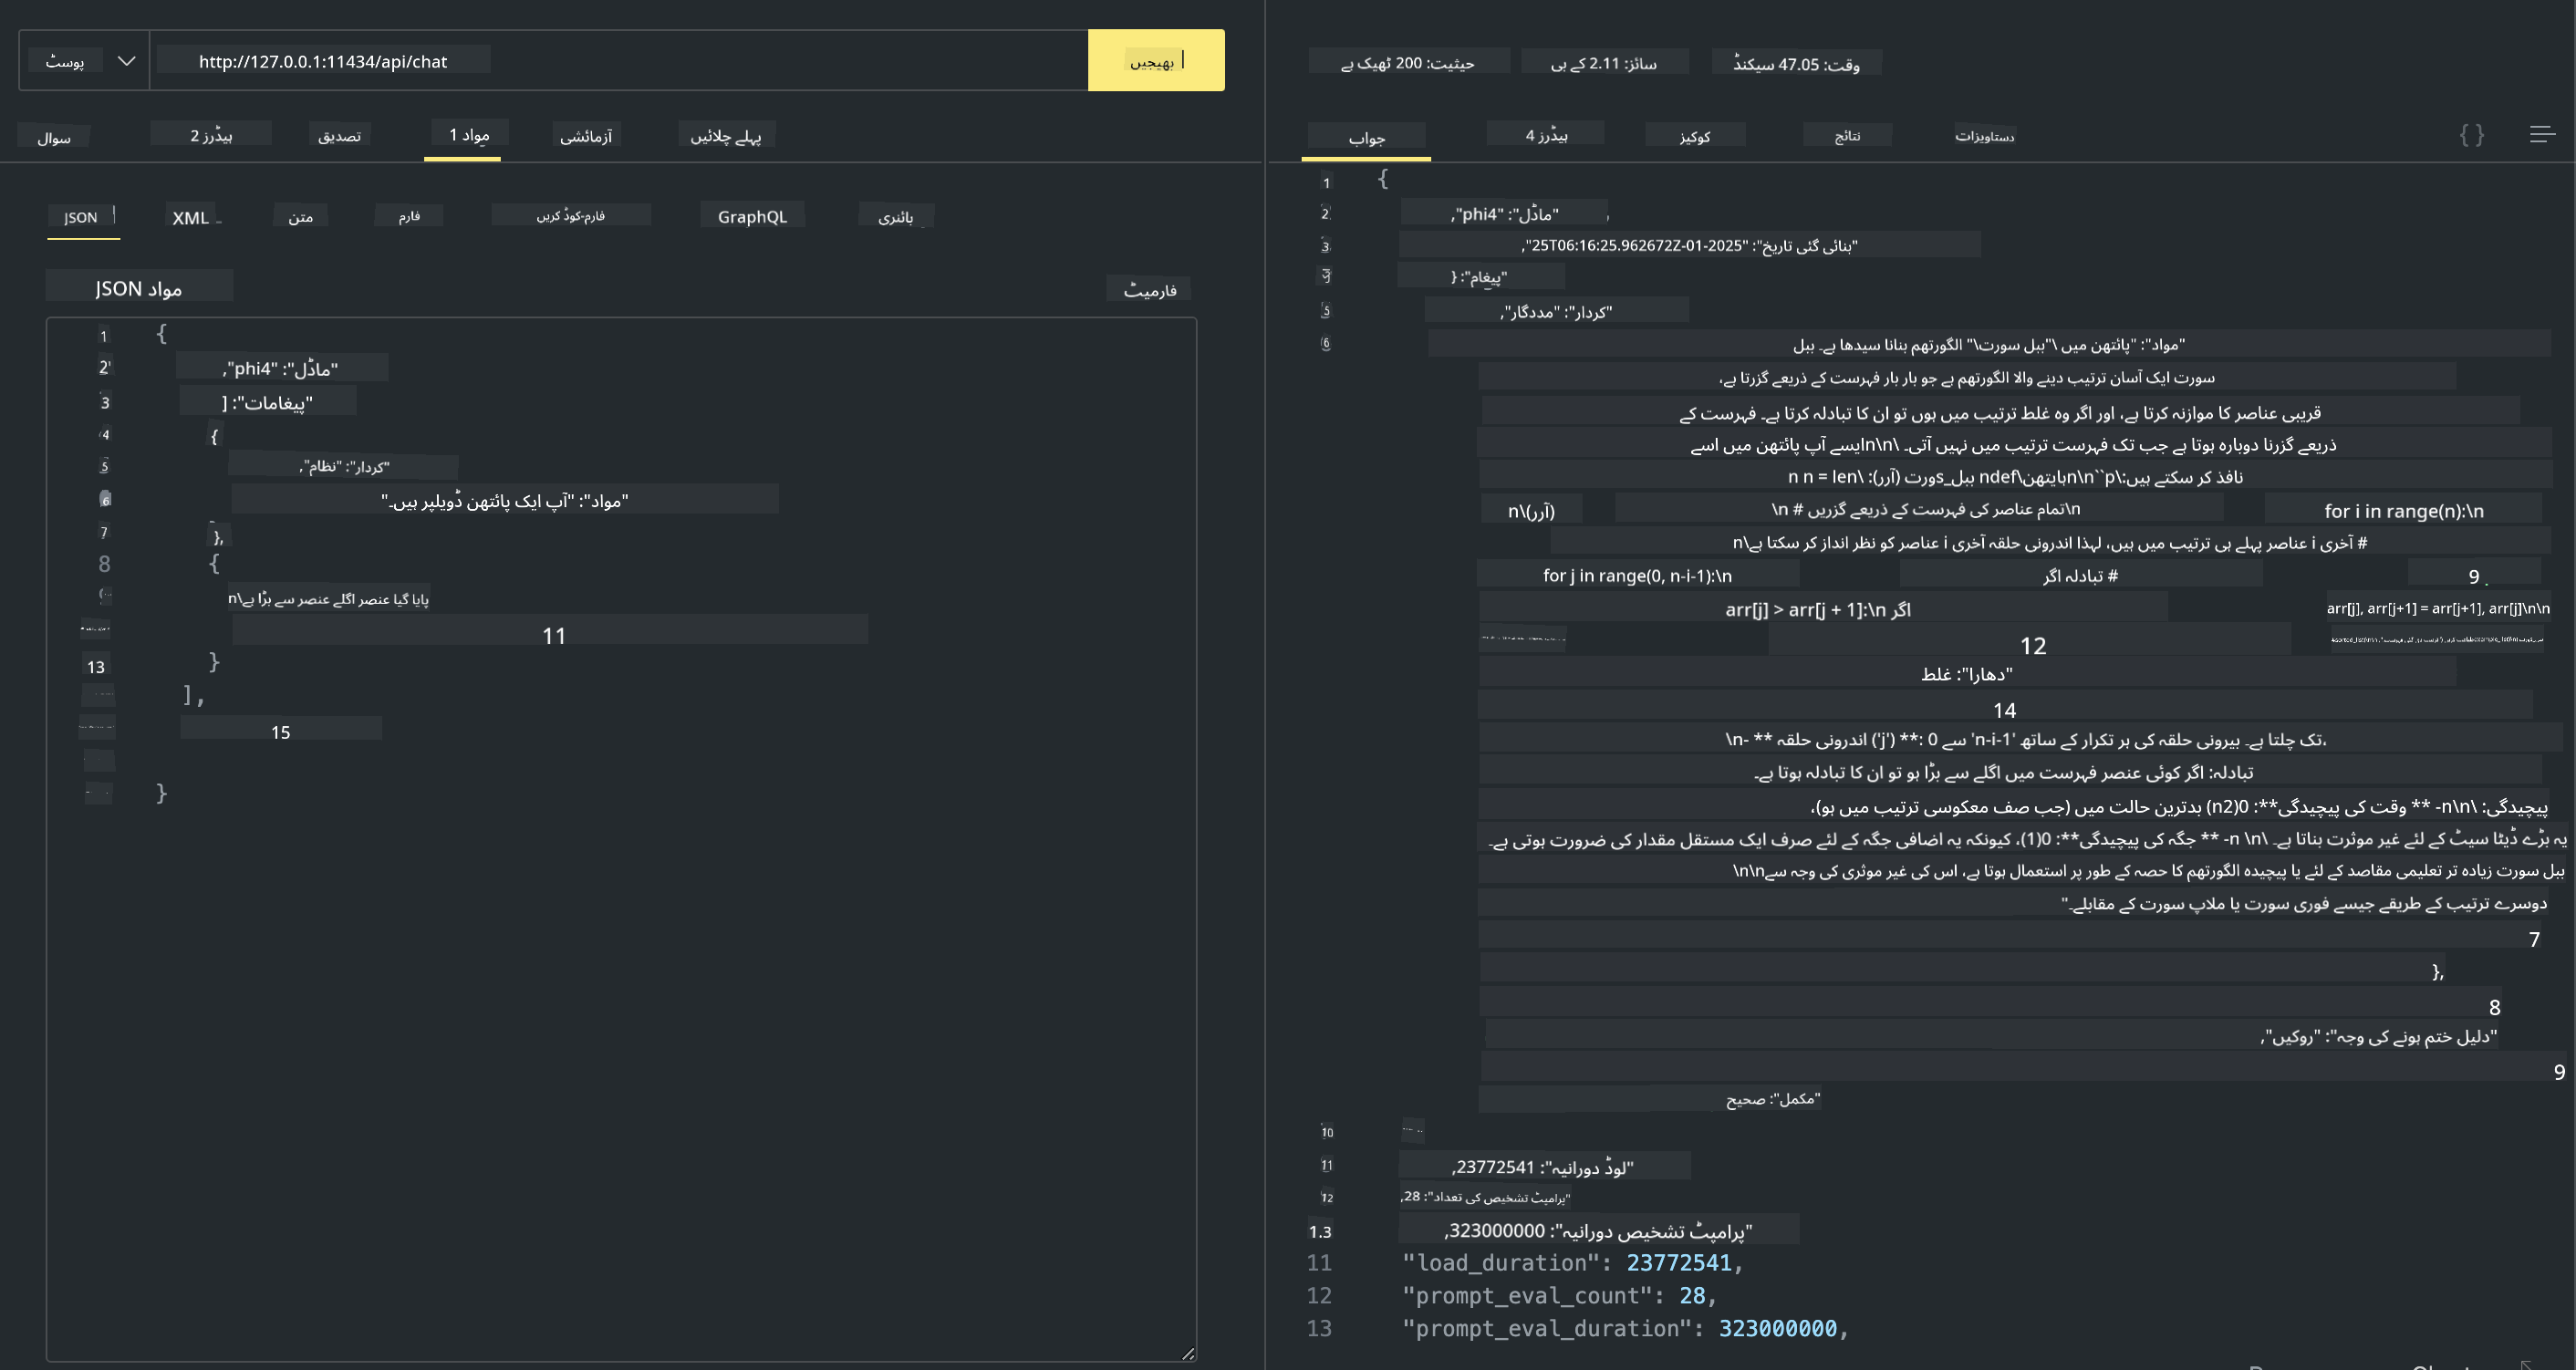 پوسٹ http://127.0.0.1:11434/api/chat بھیجیں
سوال ہیڈرز 2 تصدیق مواد 1 آزمائشی پہلے چلائیں
JSON XML متن فارم فارم-کوڈ کریں GraphQL بائنری
JSON مواد فارمیٹ
1 {
2 "ماڈل": "phi4",
3 "پیغامات": [
4 {
5 "کردار": "نظام",
6 "مواد": "آپ ایک پائتھن ڈویلپر ہیں۔"
7 },
8 {
پایا گیا عنصر اگلے عنصر سے بڑا ہے\n
11
13 }
],
15
}
حیثیت: 200 ٹھیک ہے سائز: 2.11 کے بی وقت: 47.05 سیکنڈ
جواب ہیڈرز 4 کوکیز نتائج دستاویزات {}
1 {
2 "ماڈل": "phi4",
3 "بنائی گئی تاریخ": "2025-01-25T06:16:25.962672Z",
"پیغام": {
5 "کردار": "مددگار",
6 "مواد": "پائتھن میں \"ببل سورت\" الگورتھم بنانا سیدھا ہے۔ ببل
سورت ایک آسان ترتیب دینے والا الگورتھم ہے جو بار بار فہرست کے ذریعے گزرتا ہے،
قریبی عناصر کا موازنہ کرتا ہے، اور اگر وہ غلط ترتیب میں ہوں تو ان کا تبادلہ کرتا ہے۔ فہرست کے
ذریعے گزرنا دوبارہ ہوتا ہے جب تک فہرست ترتیب میں نہیں آتی۔ \n\nایسے آپ پائتھن میں اسے
نافذ کر سکتے ہیں:\n\n``pہایتھن\ndef ببل_sورت (آرر): \n n = len
(آرر)\n \n # تمام عناصر کی فہرست کے ذریعے گزریں\n for i in range(n):\n
# آخری i عناصر پہلے ہی ترتیب میں ہیں، لہذا اندرونی حلقہ آخری i عناصر کو نظر انداز کر سکتا ہے\n
for j in range(0, n-i-1):\n # تبادلہ اگر 9
اگر arr[j] > arr[j + 1]:\n arr[j], arr[j+1] = arr[j+1], arr[j]\n\n
12
"دھارا": غلط
14
\n- ** اندرونی حلقہ ('j') **: 0 سے 'n-i-1' تک چلتا ہے۔ بیرونی حلقہ کی ہر تکرار کے ساتھ،
تبادلہ: اگر کوئی عنصر فہرست میں اگلے سے بڑا ہو تو ان کا تبادلہ ہوتا ہے۔
پیچیدگی: \n\n- ** وقت کی پیچیدگی**: 0(n2) بدترین حالت میں (جب صف معکوسی ترتیب میں ہو)،
یہ بڑے ڈیٹا سیٹ کے لئے غیر موثرت بناتا ہے۔ \n \n- ** جگہ کی پیچیدگی**: 0(1)، کیونکہ یہ اضافی جگہ کے لئے صرف ایک مستقل مقدار کی ضرورت ہوتی ہے۔
ببل سورت زیادہ تر تعلیمی مقاصد کے لئے یا پیچیدہ الگورتھم کا حصہ کے طور پر استعمال ہوتا ہے، اس کی غیر موثری کی وجہ سے\n\n
دوسرے ترتیب کے طریقے جیسے فوری سورت یا ملاپ سورت کے مقابلے۔"
7
},
8
"دلیل ختم ہونے کی وجہ": "روکیں",
9
"مکمل": صحیح
10
11 "لوڈ دورانیہ": 23772541,
12 "پرامپٹ تشخیص کی تعداد": 28,
1.3 "پرامپٹ تشخیص دورانیہ": 323000000,
11 "load_duration": 23772541,
12 "prompt_eval_count": 28,
13 "prompt_eval_duration": 323000000,